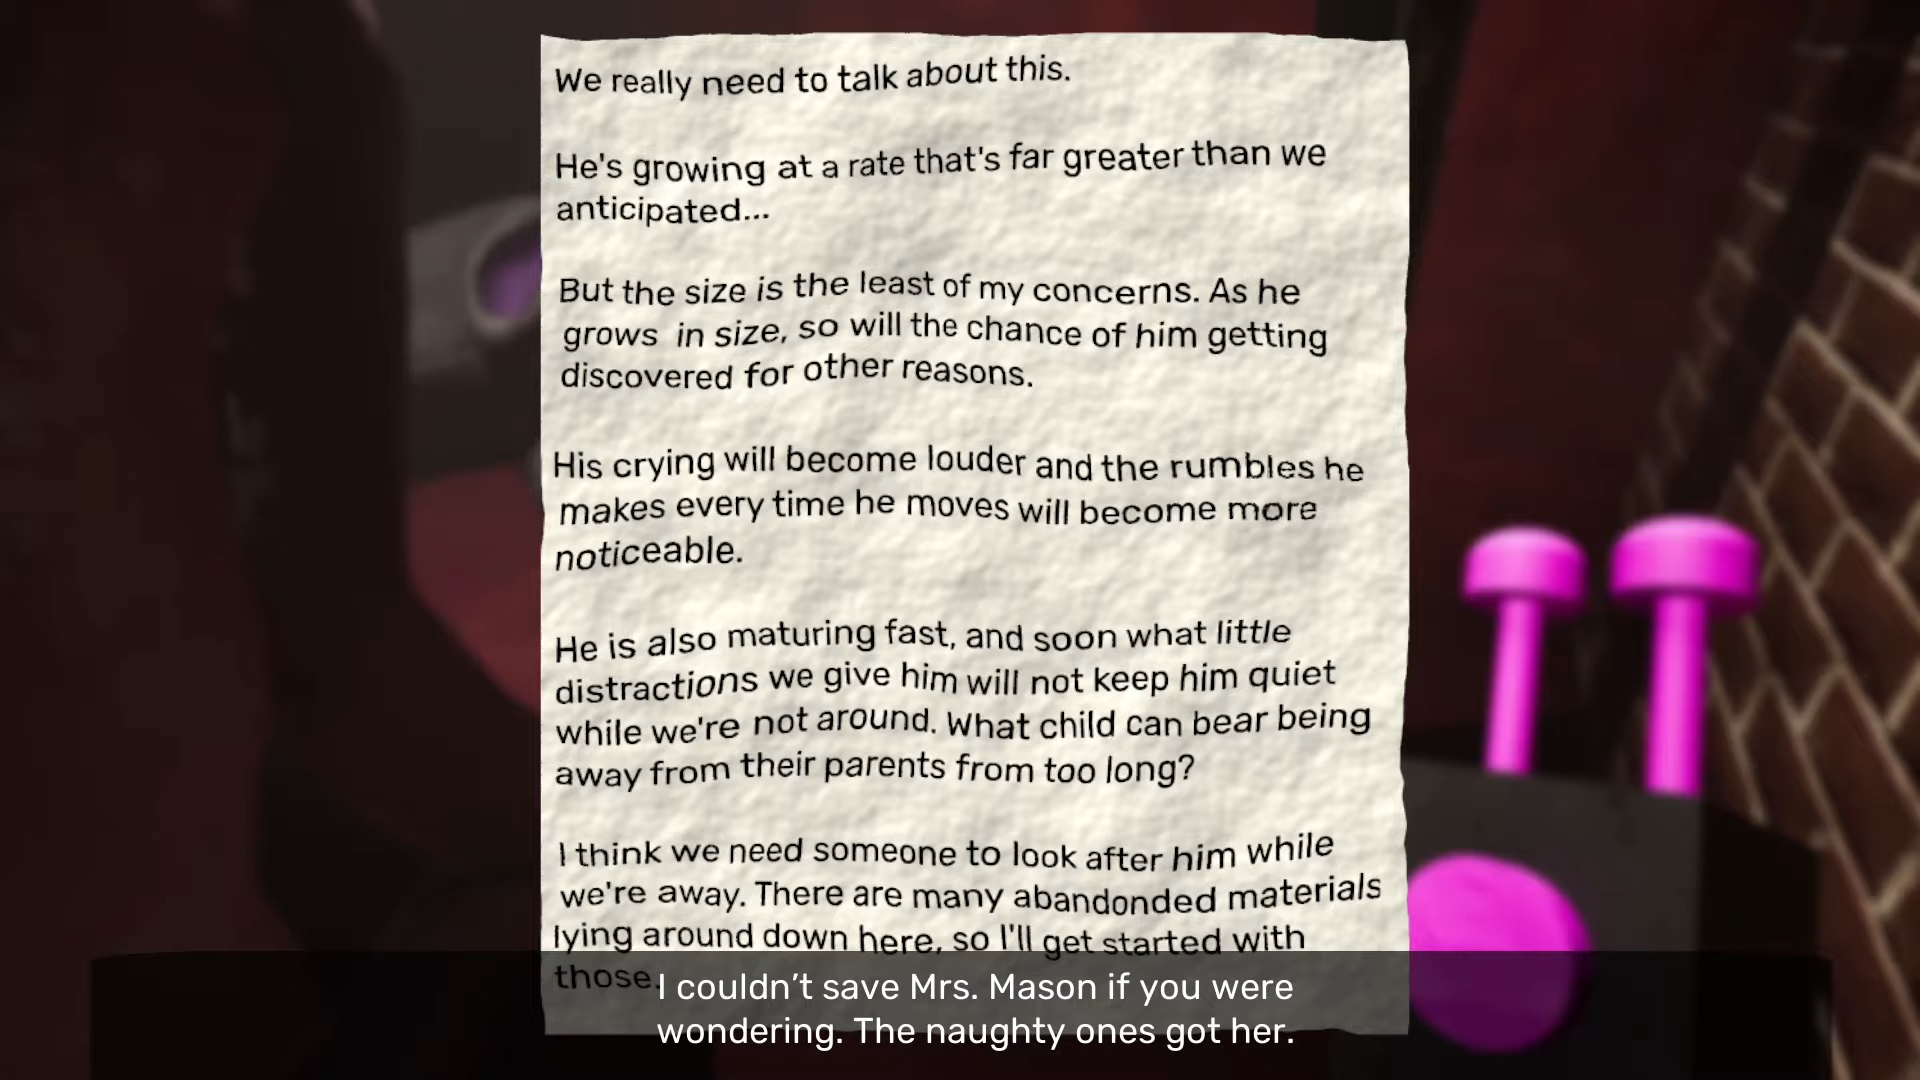 We really need to talk about this.
He's growing at a rate that's far greater than we
anticipated...
But the size is the least of my concerns. As he
grows in size, so will the chance of him getting
discovered for other reasons.
His crying will become louder and the rumbles he
makes every time he moves will become more
noticeable.
He is also maturing fast, and soon what little
distractions we give him will not keep him quiet
while we're not around. What child can bear being
away from their parents from too long?
I think we need someone to look after him while
we're away. There are many abandonded materials
lying around down here, so I'll get started with
those.
I couldn’t save Mrs. Mason if you were
wondering. The naughty ones got her.